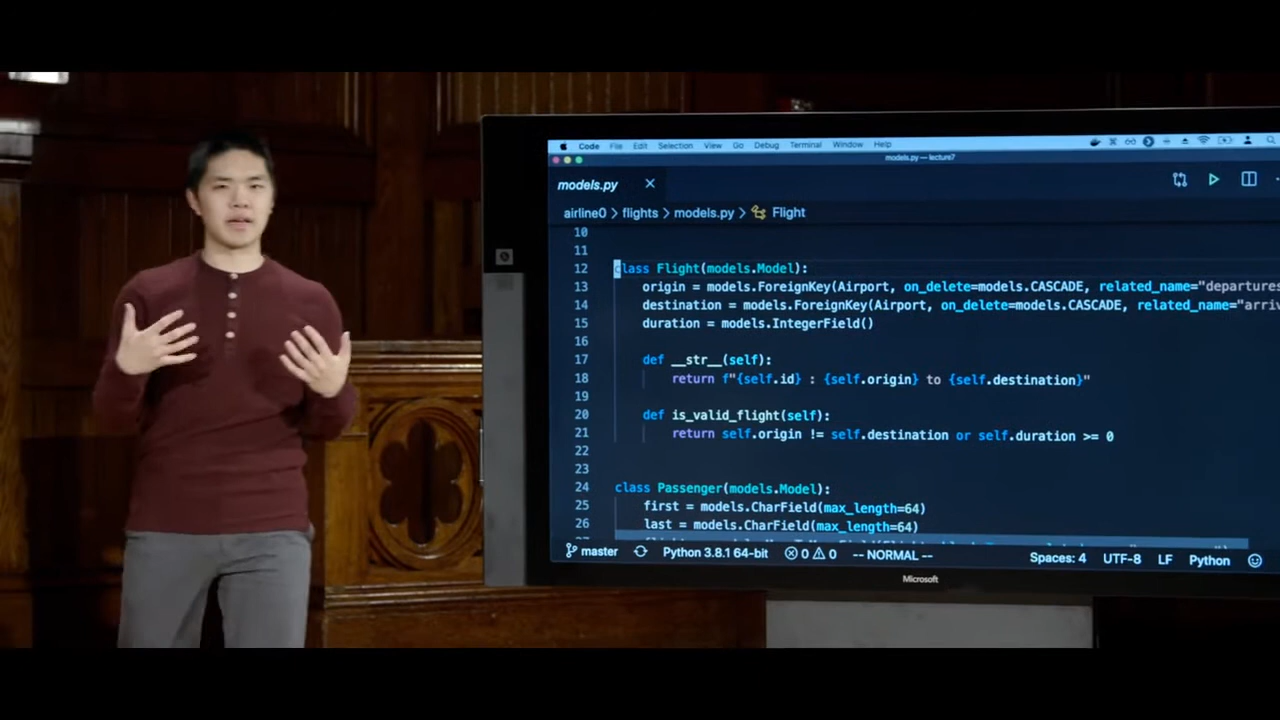 Code File Edit Selection View Go Debug Terminal Window Help
models.py — lecture7
models.py
airline0 > flights > models.py > Flight
10
11
12 class Flight(models.Model):
13 origin = models.ForeignKey(Airport, on_delete=models.CASCADE, related_name="departures
14 destination = models.ForeignKey(Airport, on_delete=models.CASCADE, related_name="arri
15 duration = models.IntegerField()
16
17 def __str__(self):
18 return f"{self.id} : {self.origin} to {self.destination}"
19
20 def is_valid_flight(self):
21 return self.origin != self.destination or self.duration >= 0
22
23
24 class Passenger(models.Model):
25 first = models.CharField(max_length=64)
26 last = models.CharField(max_length=64)
master Python 3.8.1 64-bit 0 0 -- NORMAL -- Spaces: 4 UTF-8 LF Python
Microsoft